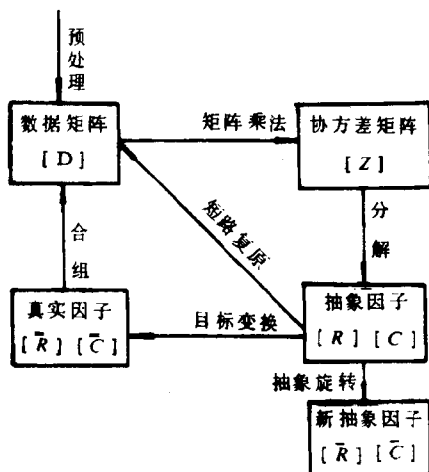 预处理
数据矩阵
[D]
矩阵乘法
协方差矩阵
[Z]
短路复原
合组
分解
真实因子
[R̄] [C̄]
目标变换
抽象因子
[R] [C]
抽象旋转
新抽象因子
[R̄] [C̄]